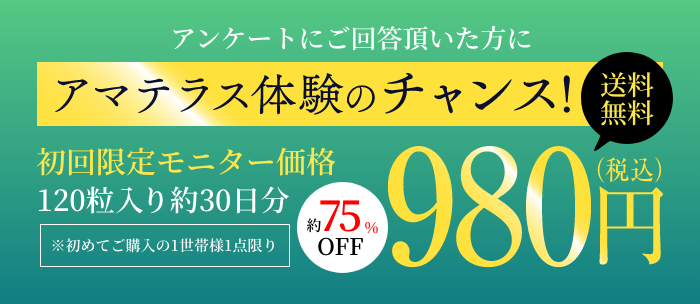 アンケートにご回答頂いた方に
アマテラス体験のチャンス!
送料
無料
初回限定モニター価格
120粒入り約30日分
※初めてご購入の1世帯様1点限り
約75%
OFF
980円
(税込)